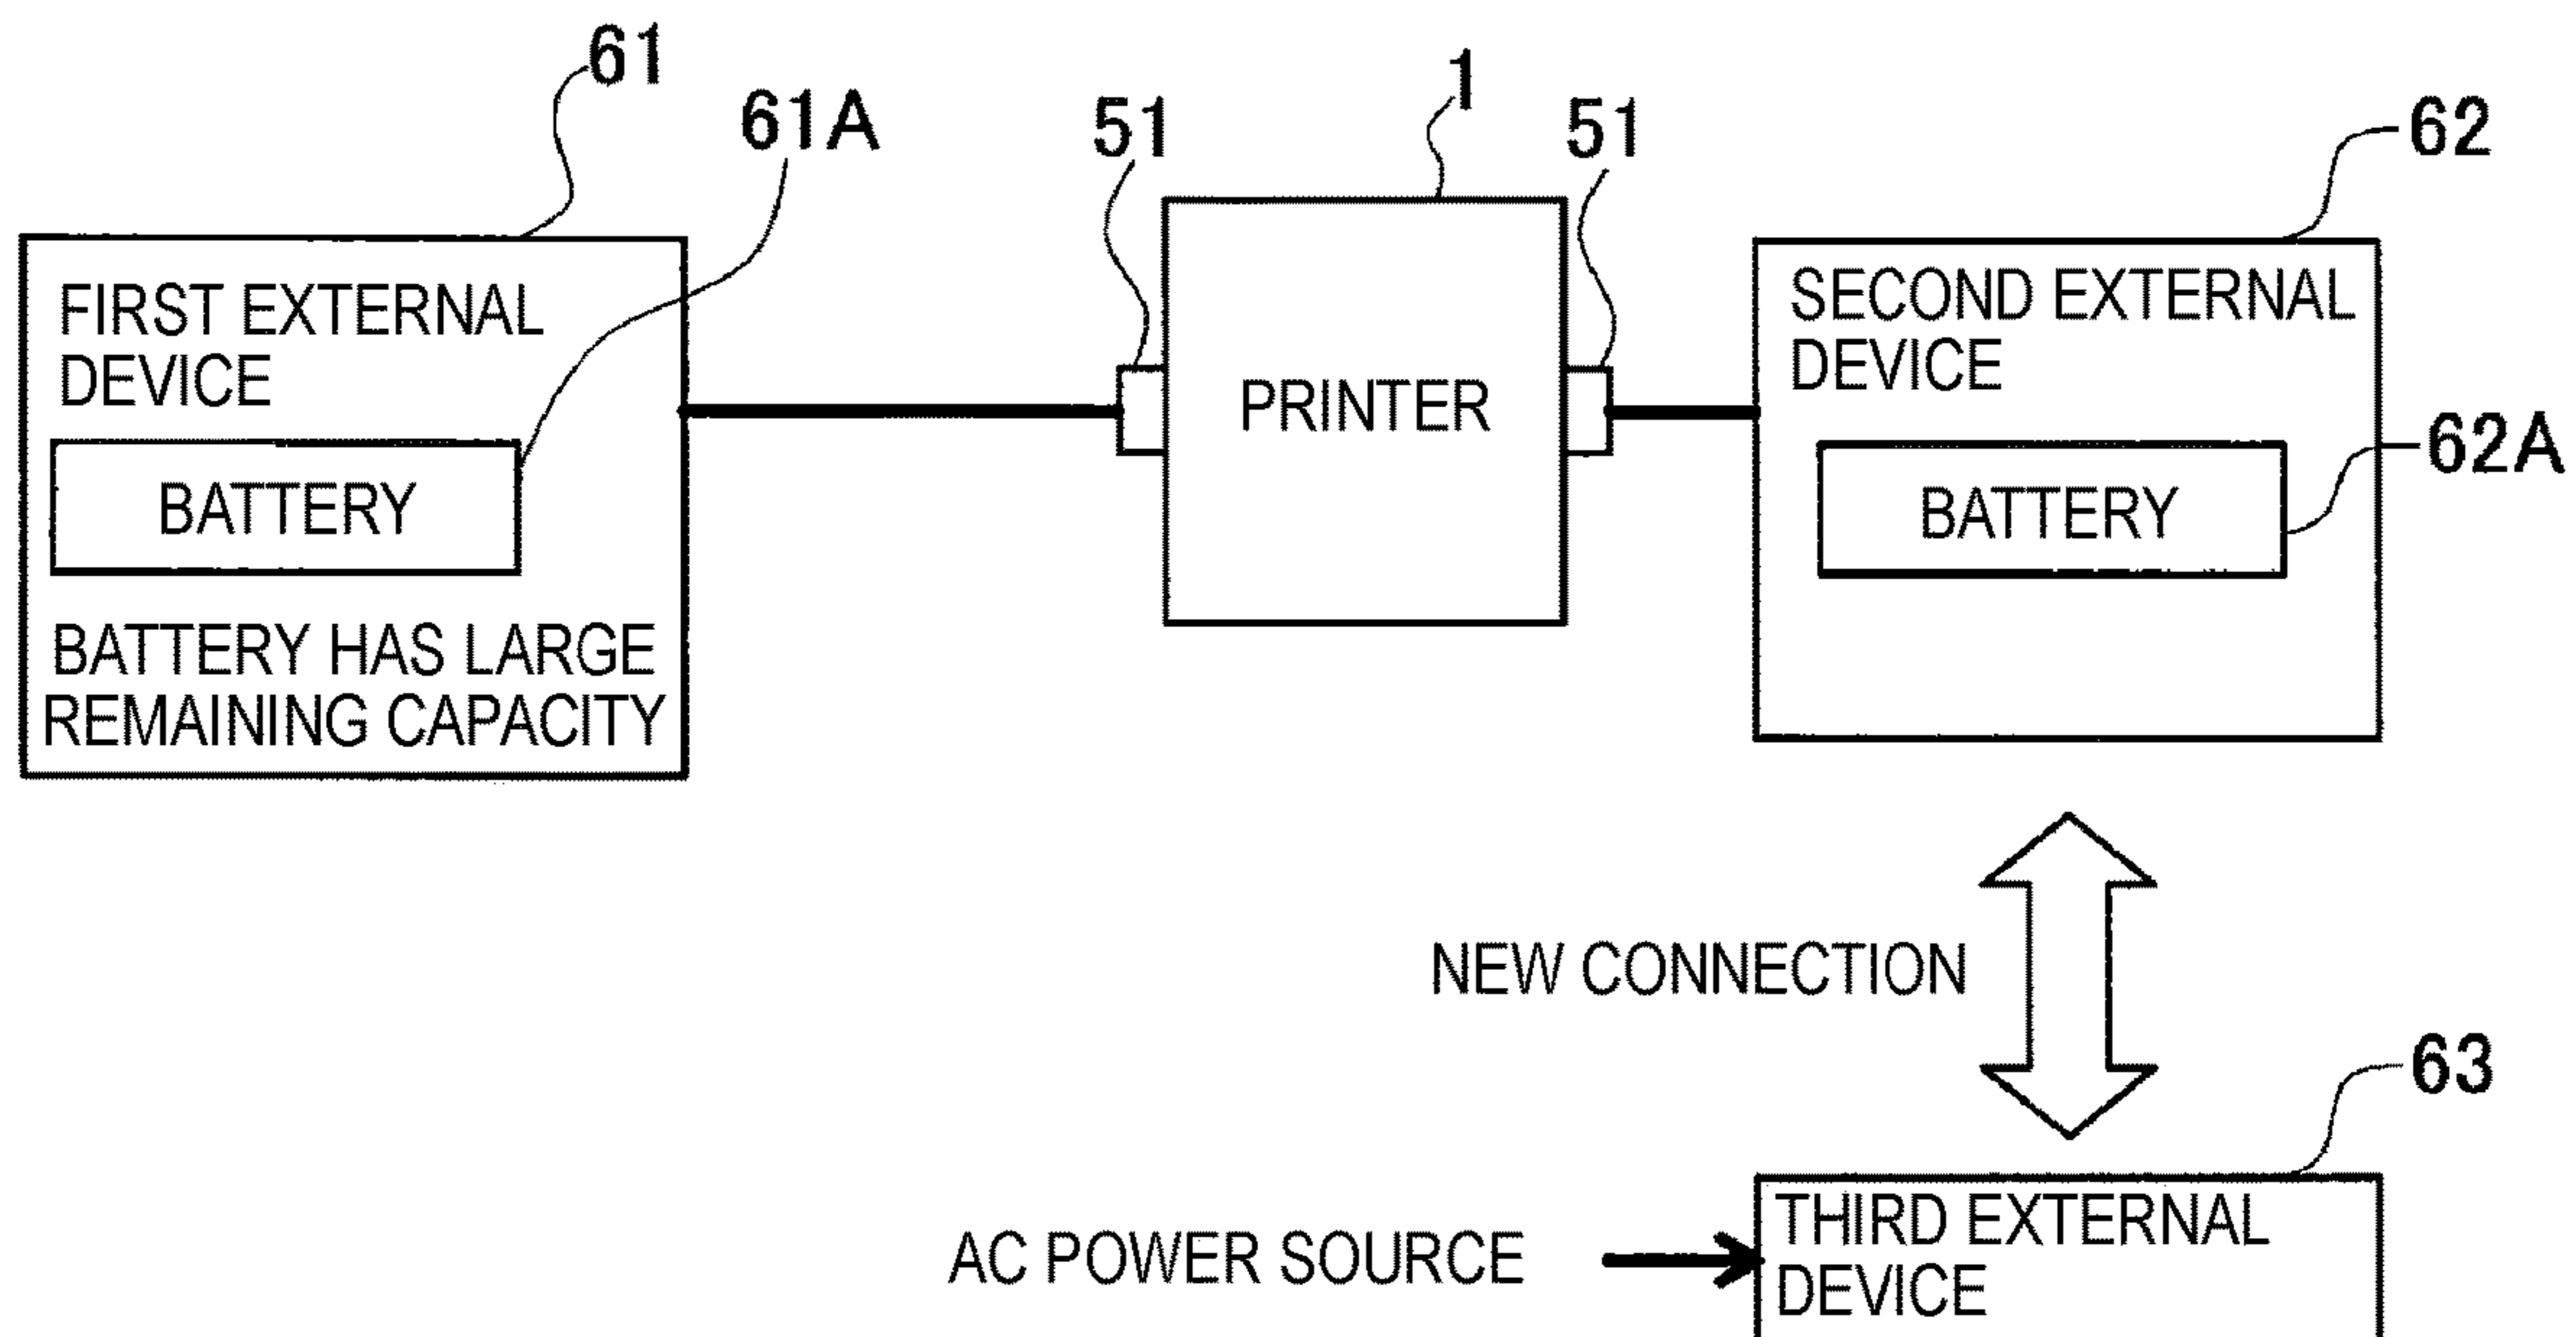 61
61A
51
1
51
62
FIRST EXTERNAL
DEVICE
BATTERY
BATTERY HAS LARGE
REMAINING CAPACITY
PRINTER
SECOND EXTERNAL
DEVICE
BATTERY
62A
NEW CONNECTION
63
AC POWER SOURCE
THIRD EXTERNAL
DEVICE